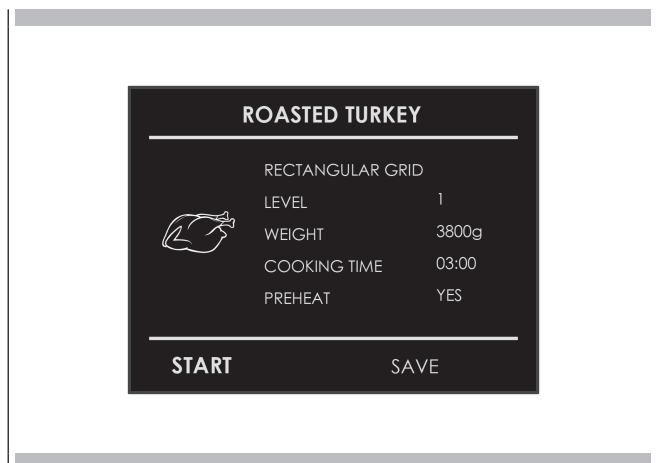 ROASTED TURKEY
RECTANGULAR GRID
LEVEL 1
WEIGHT 3800g
COOKING TIME 03:00
PREHEAT YES
START SAVE